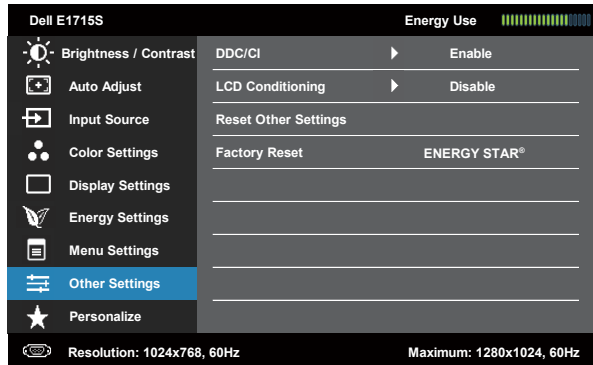 Dell E1715S Energy Use
Brightness / Contrast DDC/CI Enable
Auto Adjust LCD Conditioning Disable
Input Source Reset Other Settings
Color Settings Factory Reset ENERGY STAR®
Display Settings
Energy Settings
Menu Settings
Other Settings
Personalize
Resolution: 1024x768, 60Hz Maximum: 1280x1024, 60Hz